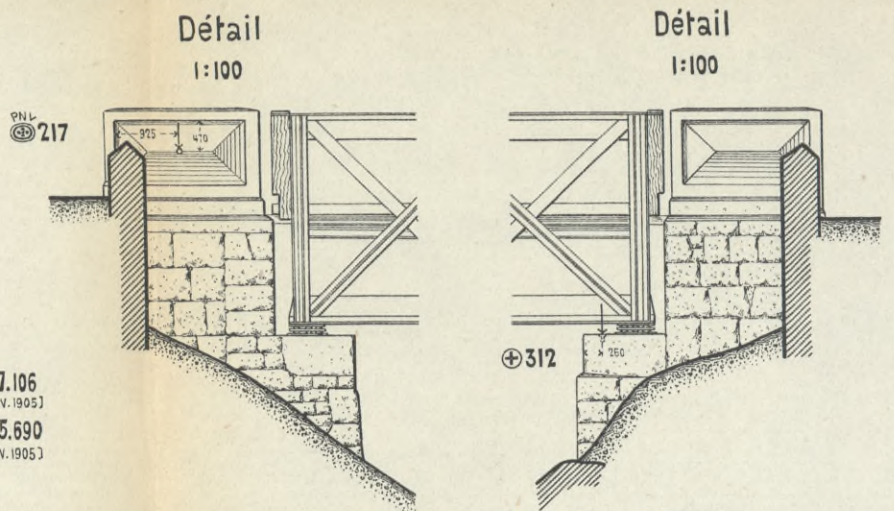 Détail
1:100
PNL
217
925
470
7.106
V. 1905]
5.690
V. 1905]
Détail
1:100
312
260